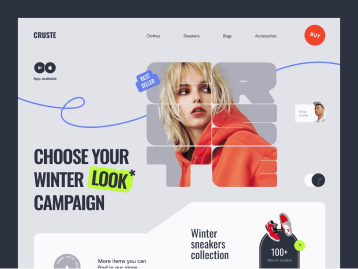 CRUSTE
Clothes
Sneakers
Bags
Accessories
BUY
App available
BEST
SELLER
CHOOSE YOUR
WINTER LOOK*
CAMPAIGN
Winter
sneakers
collection
100+
More items you can
find in our store